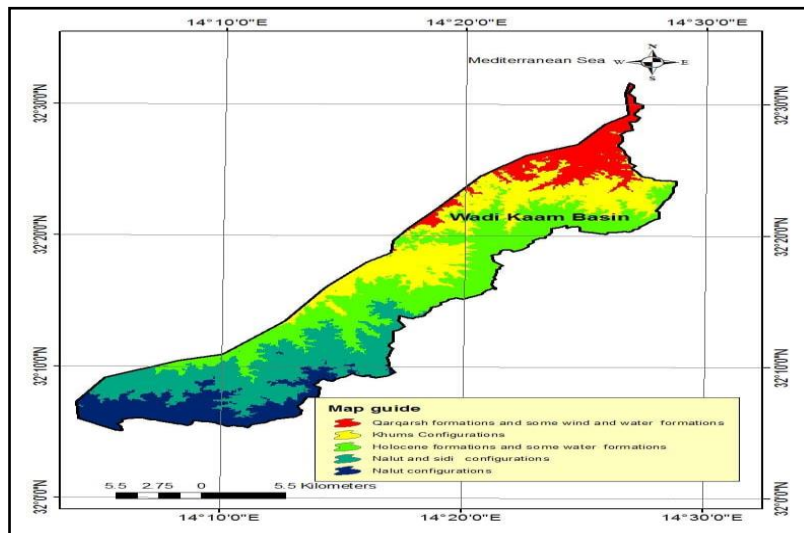 14°10'0"E 14°20'0"E 14°30'0"E
Mediterranean Sea
N
W E
S
32°30'0"N 32°30'0"N
Wadi Kaam Basin
32°20'0"N 32°20'0"N
32°10'0"N 32°10'0"N
Map guide
Qarqarsh formations and some wind and water formations
Khums Configurations
Holocene formations and some water formations
Nalut and sidi configurations
Nalut configurations
5.5 2.75 0 5.5 Kilometers
32°0'0"N 32°0'0"N
14°10'0"E 14°20'0"E 14°30'0"E